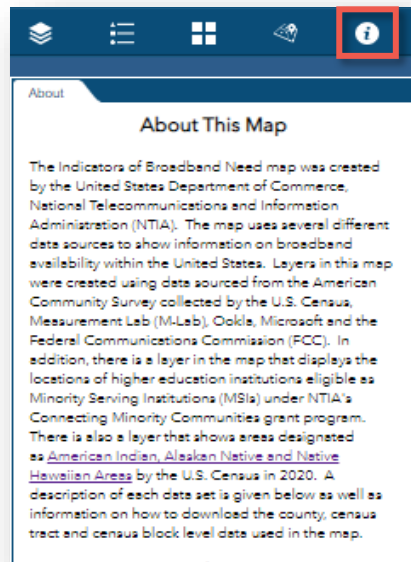 About
About This Map
The Indicators of Broadband Need map was created
by the United States Department of Commerce,
National Telecommunications and Information
Administration (NTIA).  The map uses several different
data sources to show information on broadband
availability within the United States.  Layers in this map
were created using data sourced from the American
Community Survey collected by the U.S. Census,
Measurement Lab (M-Lab), Ookla, Microsoft and the
Federal Communications Commission (FCC).  In
addition, there is a layer in the map that displays the
locations of higher education institutions eligible as
Minority Serving Institutions (MSIs) under NTIA's
Connecting Minority Communities grant program.
There is also a layer that shows areas designated
as American Indian, Alaskan Native and Native
Hawaiian Areas by the U.S. Census in 2020.  A
description of each data set is given below as well as
information on how to download the county, census
tract and census block level data used in the map.